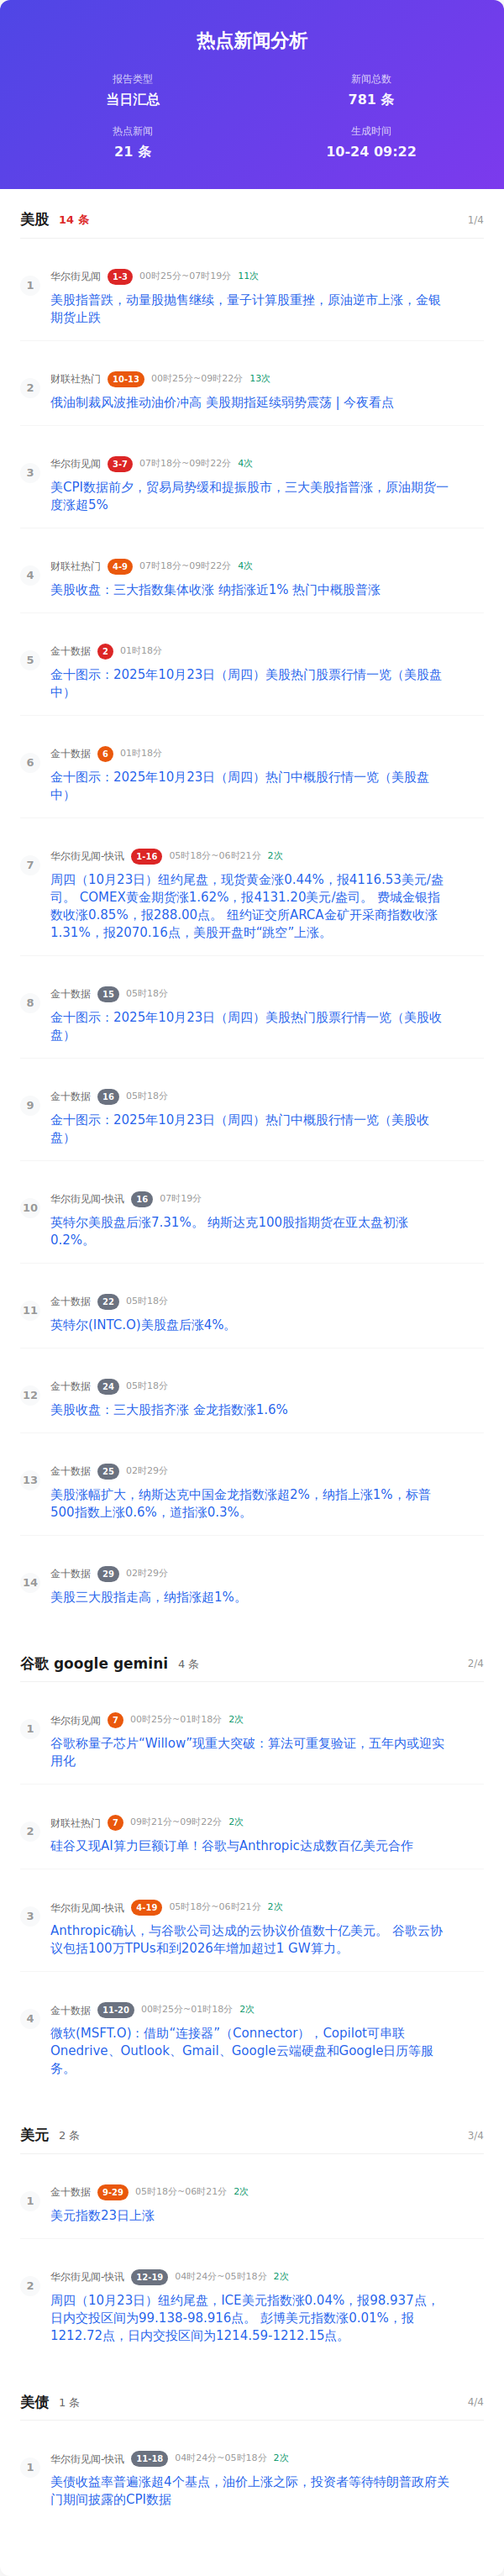 热点新闻分析
报告类型
当日汇总
新闻总数
781 条
热点新闻
21 条
生成时间
10-24 09:22
美股 14 条 1/4
1
华尔街见闻 1-3 00时25分~07时19分 11次
美股指普跌，动量股抛售继续，量子计算股重挫，原油逆市上涨，金银
期货止跌
2
财联社热门 10-13 00时25分~09时22分 13次
俄油制裁风波推动油价冲高 美股期指延续弱势震荡 | 今夜看点
3
华尔街见闻 3-7 07时18分~09时22分 4次
美CPI数据前夕，贸易局势缓和提振股市，三大美股指普涨，原油期货一
度涨超5%
4
财联社热门 4-9 07时18分~09时22分 4次
美股收盘：三大指数集体收涨 纳指涨近1% 热门中概股普涨
5
金十数据 2 01时18分
金十图示：2025年10月23日（周四）美股热门股票行情一览（美股盘
中）
6
金十数据 6 01时18分
金十图示：2025年10月23日（周四）热门中概股行情一览（美股盘
中）
7
华尔街见闻-快讯 1-16 05时18分~06时21分 2次
周四（10月23日）纽约尾盘，现货黄金涨0.44%，报4116.53美元/盎
司。 COMEX黄金期货涨1.62%，报4131.20美元/盎司。 费城金银指
数收涨0.85%，报288.00点。 纽约证交所ARCA金矿开采商指数收涨
1.31%，报2070.16点，美股开盘时“跳空”上涨。
8
金十数据 15 05时18分
金十图示：2025年10月23日（周四）美股热门股票行情一览（美股收
盘）
9
金十数据 16 05时18分
金十图示：2025年10月23日（周四）热门中概股行情一览（美股收
盘）
10
华尔街见闻-快讯 16 07时19分
英特尔美股盘后涨7.31%。 纳斯达克100股指期货在亚太盘初涨
0.2%。
11
金十数据 22 05时18分
英特尔(INTC.O)美股盘后涨4%。
12
金十数据 24 05时18分
美股收盘：三大股指齐涨 金龙指数涨1.6%
13
金十数据 25 02时29分
美股涨幅扩大，纳斯达克中国金龙指数涨超2%，纳指上涨1%，标普
500指数上涨0.6%，道指涨0.3%。
14
金十数据 29 02时29分
美股三大股指走高，纳指涨超1%。
谷歌 google gemini 4 条 2/4
1
华尔街见闻 7 00时25分~01时18分 2次
谷歌称量子芯片“Willow”现重大突破：算法可重复验证，五年内或迎实
用化
2
财联社热门 7 09时21分~09时22分 2次
硅谷又现AI算力巨额订单！谷歌与Anthropic达成数百亿美元合作
3
华尔街见闻-快讯 4-19 05时18分~06时21分 2次
Anthropic确认，与谷歌公司达成的云协议价值数十亿美元。 谷歌云协
议包括100万TPUs和到2026年增加超过1 GW算力。
4
金十数据 11-20 00时25分~01时18分 2次
微软(MSFT.O)：借助“连接器”（Connector），Copilot可串联
Onedrive、Outlook、Gmail、Google云端硬盘和Google日历等服
务。
美元 2 条 3/4
1
金十数据 9-29 05时18分~06时21分 2次
美元指数23日上涨
2
华尔街见闻-快讯 12-19 04时24分~05时18分 2次
周四（10月23日）纽约尾盘，ICE美元指数涨0.04%，报98.937点，
日内交投区间为99.138-98.916点。 彭博美元指数涨0.01%，报
1212.72点，日内交投区间为1214.59-1212.15点。
美债 1 条 4/4
1
华尔街见闻-快讯 11-18 04时24分~05时18分 2次
美债收益率普遍涨超4个基点，油价上涨之际，投资者等待特朗普政府关
门期间披露的CPI数据